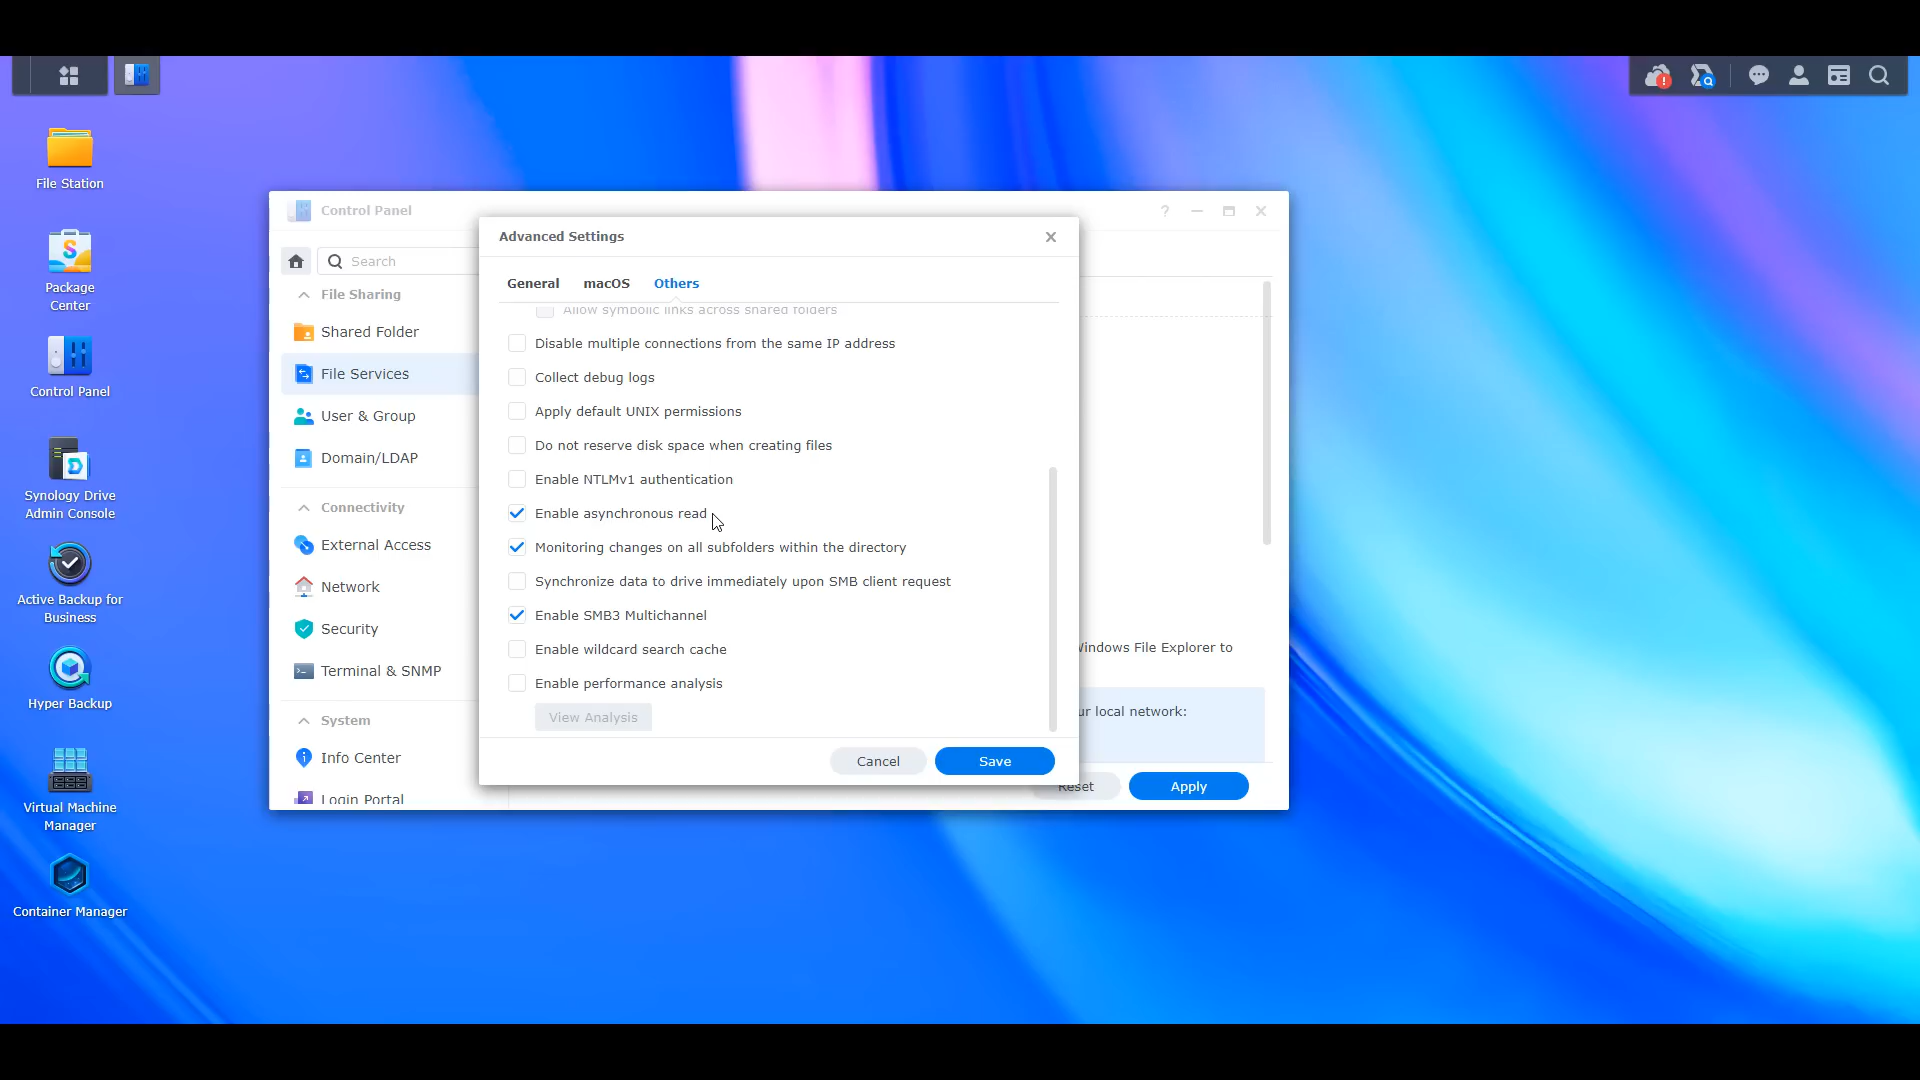 File Station
Package
Center
Control Panel
Synology Drive
Admin Console
Active Backup for
Business
Hyper Backup
Virtual Machine
Manager
Container Manager
Control Panel
?
Search
File Sharing
Shared Folder
File Services
User & Group
Domain/LDAP
Connectivity
External Access
Network
Security
Terminal & SNMP
System
Info Center
Login Portal
Advanced Settings
General macOS Others
Allow symbolic links across shared folders
Disable multiple connections from the same IP address
Collect debug logs
Apply default UNIX permissions
Do not reserve disk space when creating files
Enable NTLMv1 authentication
Enable asynchronous read
Monitoring changes on all subfolders within the directory
Synchronize data to drive immediately upon SMB client request
Enable SMB3 Multichannel
Enable wildcard search cache
Enable performance analysis
View Analysis
Cancel Save
Windows File Explorer to
ur local network:
Reset Apply